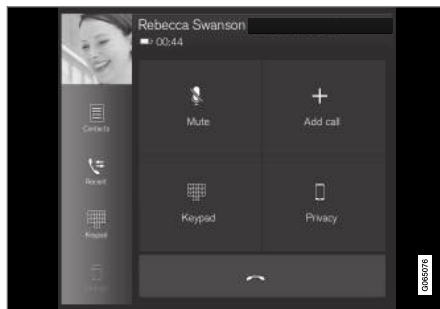 Rebecca Swanson
00:44
Contacts
Recent
Keypad
Mute
Add call
Keypad
Privacy
G065076